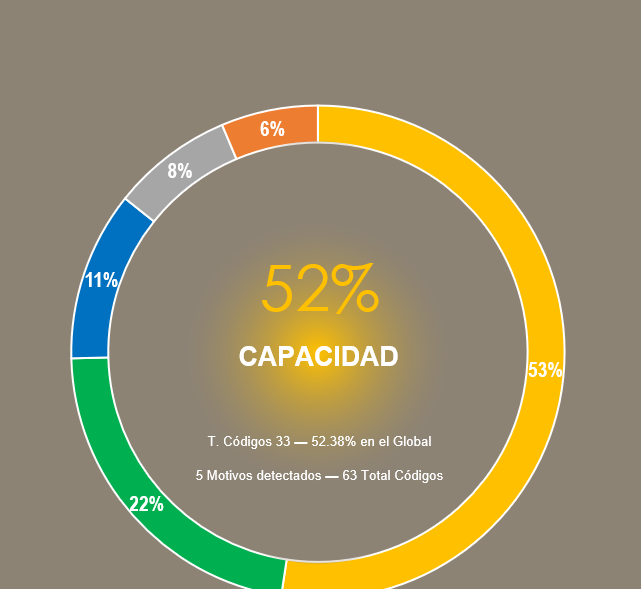 6%
8%
11%
52%
CAPACIDAD
53%
T. Códigos 33 — 52.38% en el Global
5 Motivos detectados — 63 Total Códigos
22%